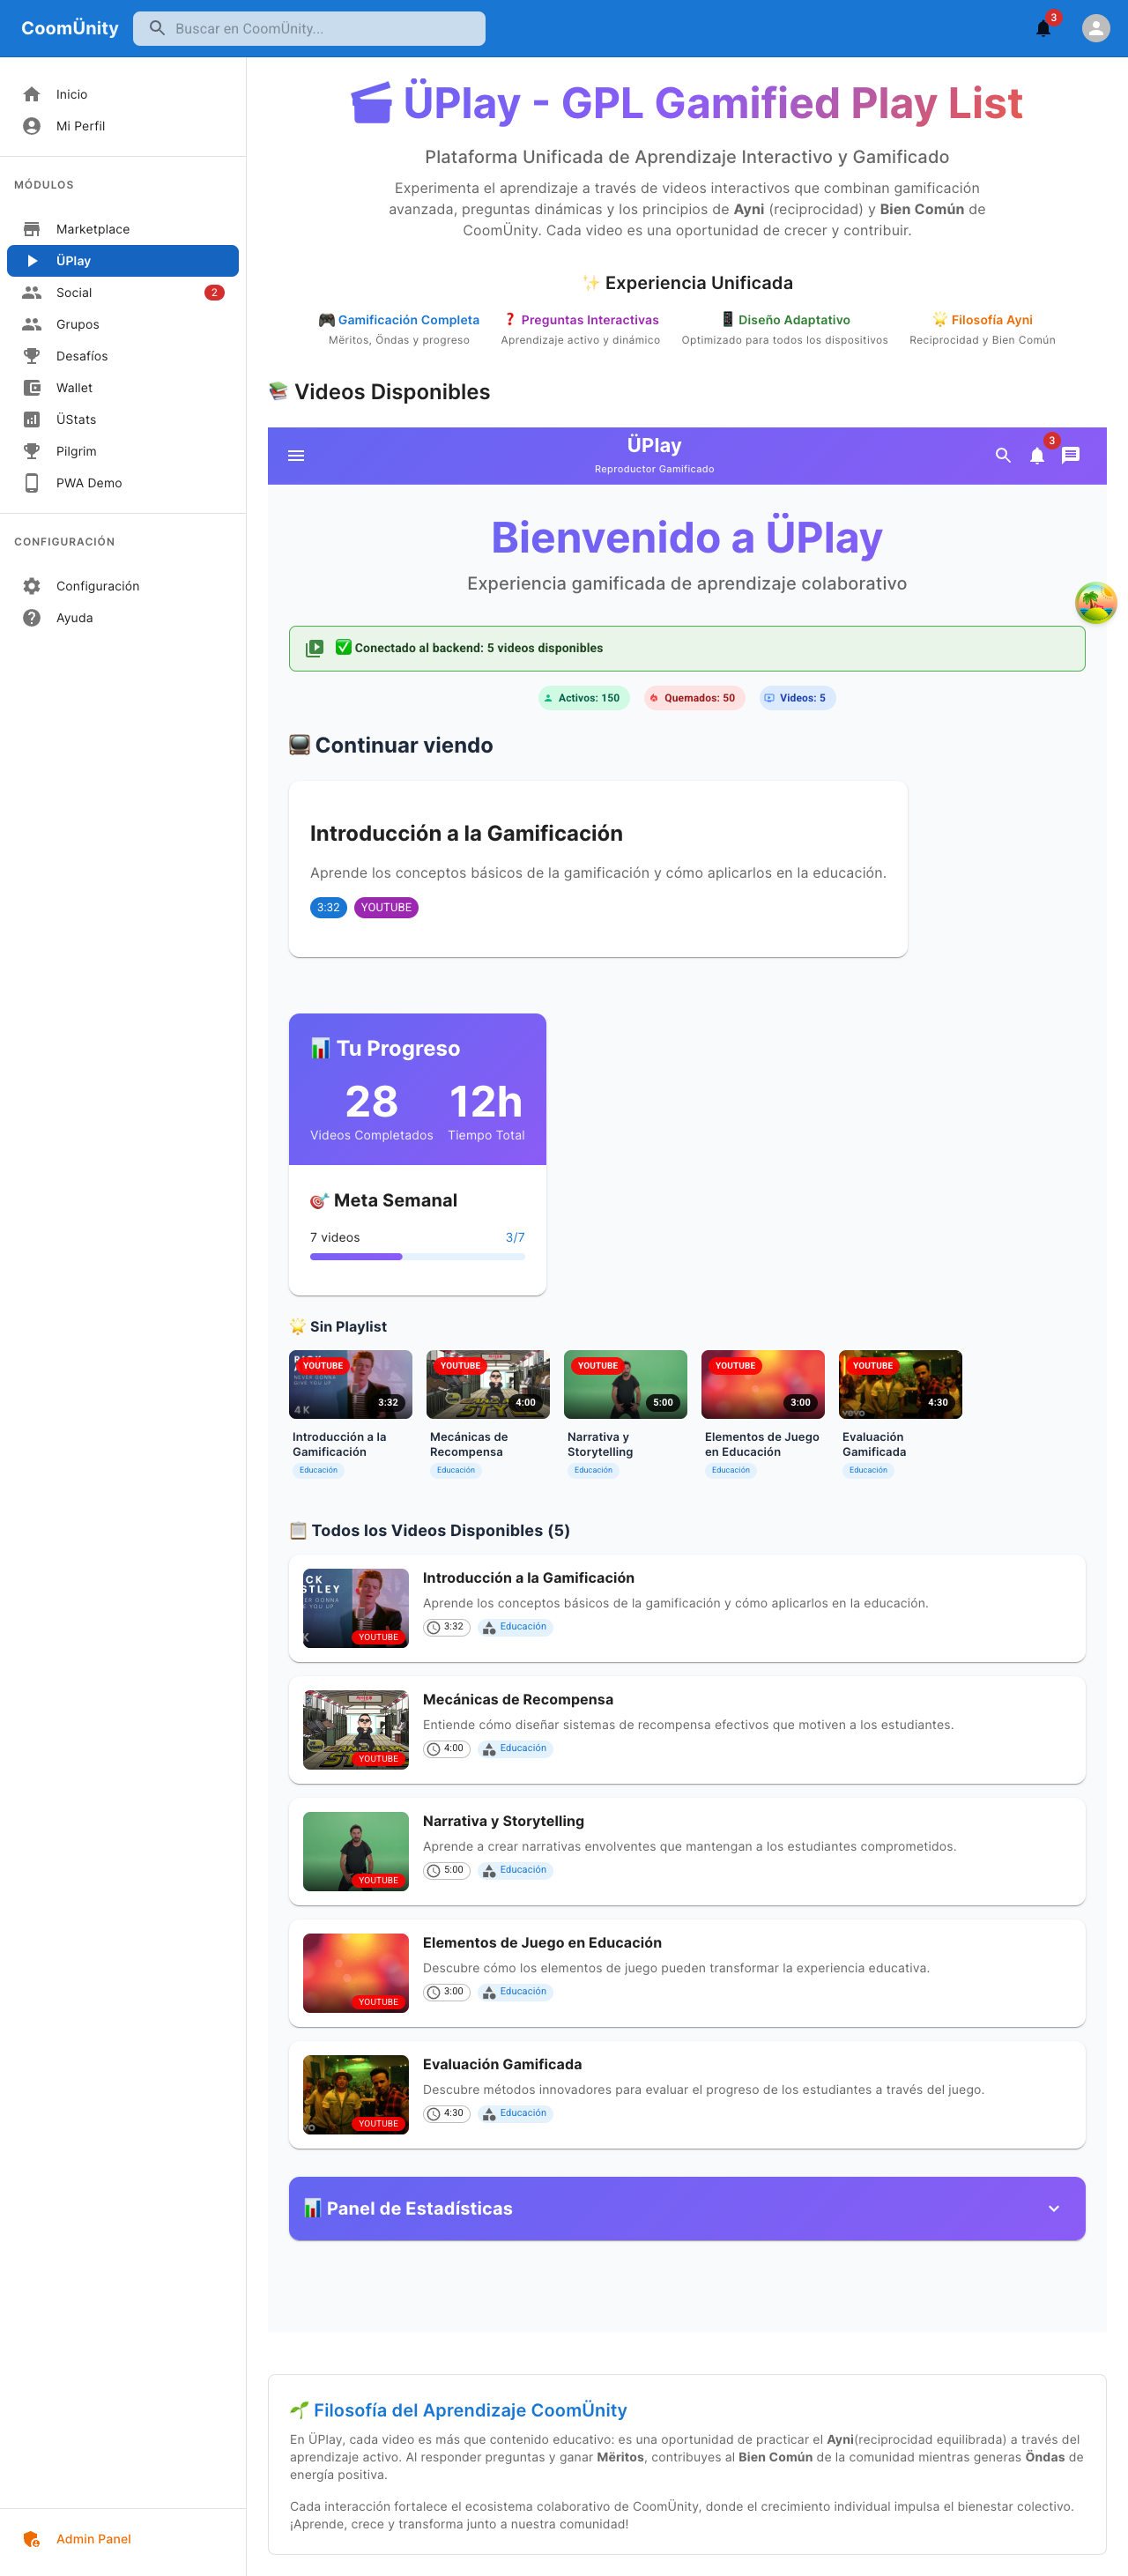 CoomÜnity
Buscar en CoomÜnity...
3
Inicio
Mi Perfil
MÓDULOS
Marketplace
ÜPlay
Social
2
Grupos
Desafíos
Wallet
ÜStats
Pilgrim
PWA Demo
CONFIGURACIÓN
Configuración
Ayuda
Admin Panel
ÜPlay - GPL Gamified Play List
Plataforma Unificada de Aprendizaje Interactivo y Gamificado
Experimenta el aprendizaje a través de videos interactivos que combinan gamificación
avanzada, preguntas dinámicas y los principios de Ayni (reciprocidad) y Bien Común de
CoomÜnity. Cada video es una oportunidad de crecer y contribuir.
✨ Experiencia Unificada
🎮 Gamificación Completa
Mëritos, Öndas y progreso
❓ Preguntas Interactivas
Aprendizaje activo y dinámico
📱 Diseño Adaptativo
Optimizado para todos los dispositivos
🌟 Filosofía Ayni
Reciprocidad y Bien Común
📚 Videos Disponibles
ÜPlay
Reproductor Gamificado
3
Bienvenido a ÜPlay
Experiencia gamificada de aprendizaje colaborativo
✅ Conectado al backend: 5 videos disponibles
Activos: 150
Quemados: 50
Videos: 5
📺 Continuar viendo
Introducción a la Gamificación
Aprende los conceptos básicos de la gamificación y cómo aplicarlos en la educación.
3:32
YOUTUBE
📊 Tu Progreso
28
Videos Completados
12h
Tiempo Total
🎯 Meta Semanal
7 videos
3/7
🌟 Sin Playlist
YOUTUBE
NEVER GONNA
GIVE YOU UP
4K
3:32
Introducción a la
Gamificación
Educación
YOUTUBE
4:00
Mecánicas de
Recompensa
Educación
YOUTUBE
5:00
Narrativa y
Storytelling
Educación
YOUTUBE
3:00
Elementos de Juego
en Educación
Educación
YOUTUBE
vevo
4:30
Evaluación
Gamificada
Educación
📋 Todos los Videos Disponibles (5)
YOUTUBE
Introducción a la Gamificación
Aprende los conceptos básicos de la gamificación y cómo aplicarlos en la educación.
3:32
Educación
YOUTUBE
Mecánicas de Recompensa
Entiende cómo diseñar sistemas de recompensa efectivos que motiven a los estudiantes.
4:00
Educación
YOUTUBE
Narrativa y Storytelling
Aprende a crear narrativas envolventes que mantengan a los estudiantes comprometidos.
5:00
Educación
YOUTUBE
Elementos de Juego en Educación
Descubre cómo los elementos de juego pueden transformar la experiencia educativa.
3:00
Educación
YOUTUBE
Evaluación Gamificada
Descubre métodos innovadores para evaluar el progreso de los estudiantes a través del juego.
4:30
Educación
📊 Panel de Estadísticas
🌱 Filosofía del Aprendizaje CoomÜnity
En ÜPlay, cada video es más que contenido educativo: es una oportunidad de practicar el Ayni(reciprocidad equilibrada) a través del
aprendizaje activo. Al responder preguntas y ganar Mëritos, contribuyes al Bien Común de la comunidad mientras generas Öndas de
energía positiva.
Cada interacción fortalece el ecosistema colaborativo de CoomÜnity, donde el crecimiento individual impulsa el bienestar colectivo.
¡Aprende, crece y transforma junto a nuestra comunidad!